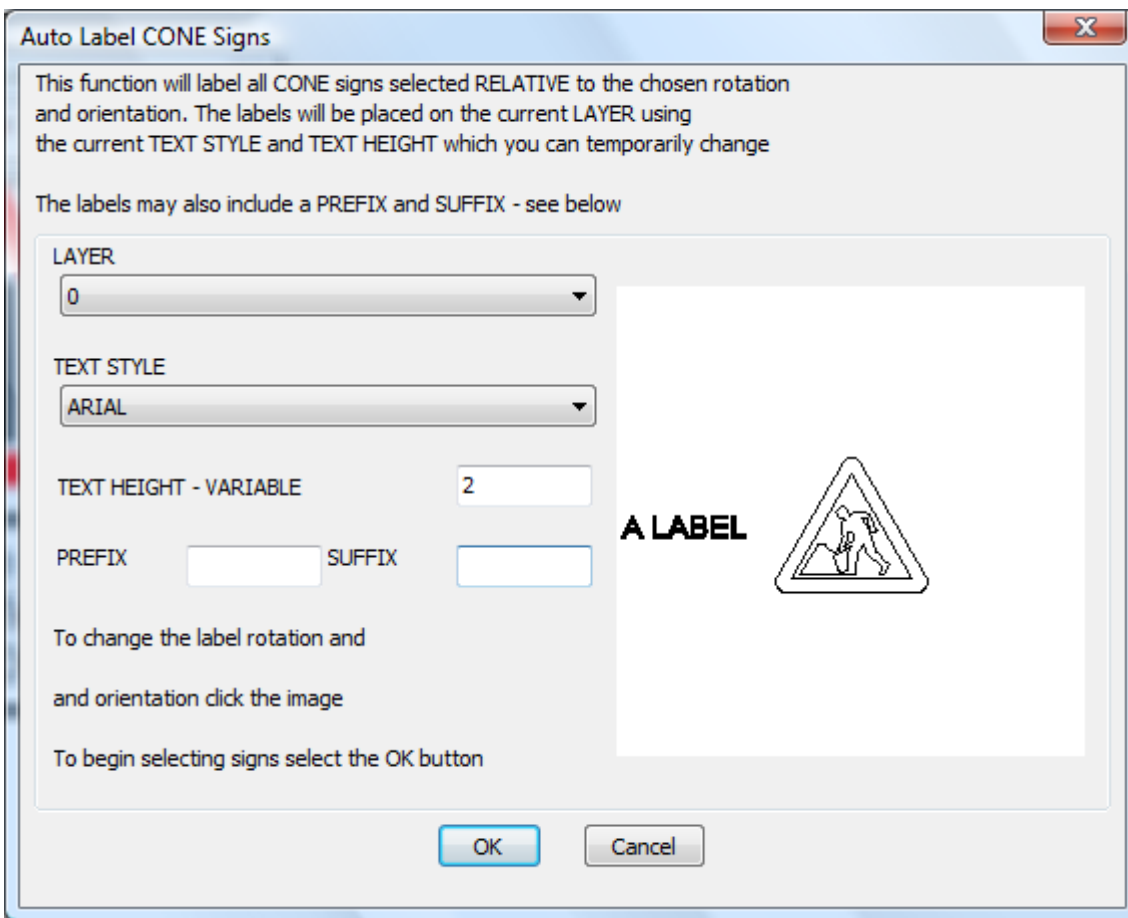 Auto Label CONE Signs
This function will label all CONE signs selected RELATIVE to the chosen rotation
and orientation. The labels will be placed on the current LAYER using
the current TEXT STYLE and TEXT HEIGHT which you can temporarily change
The labels may also include a PREFIX and SUFFIX - see below
LAYER
0
TEXT STYLE
ARIAL
TEXT HEIGHT - VARIABLE
2
PREFIX
SUFFIX
To change the label rotation and
and orientation click the image
To begin selecting signs select the OK button
A LABEL
OK
Cancel